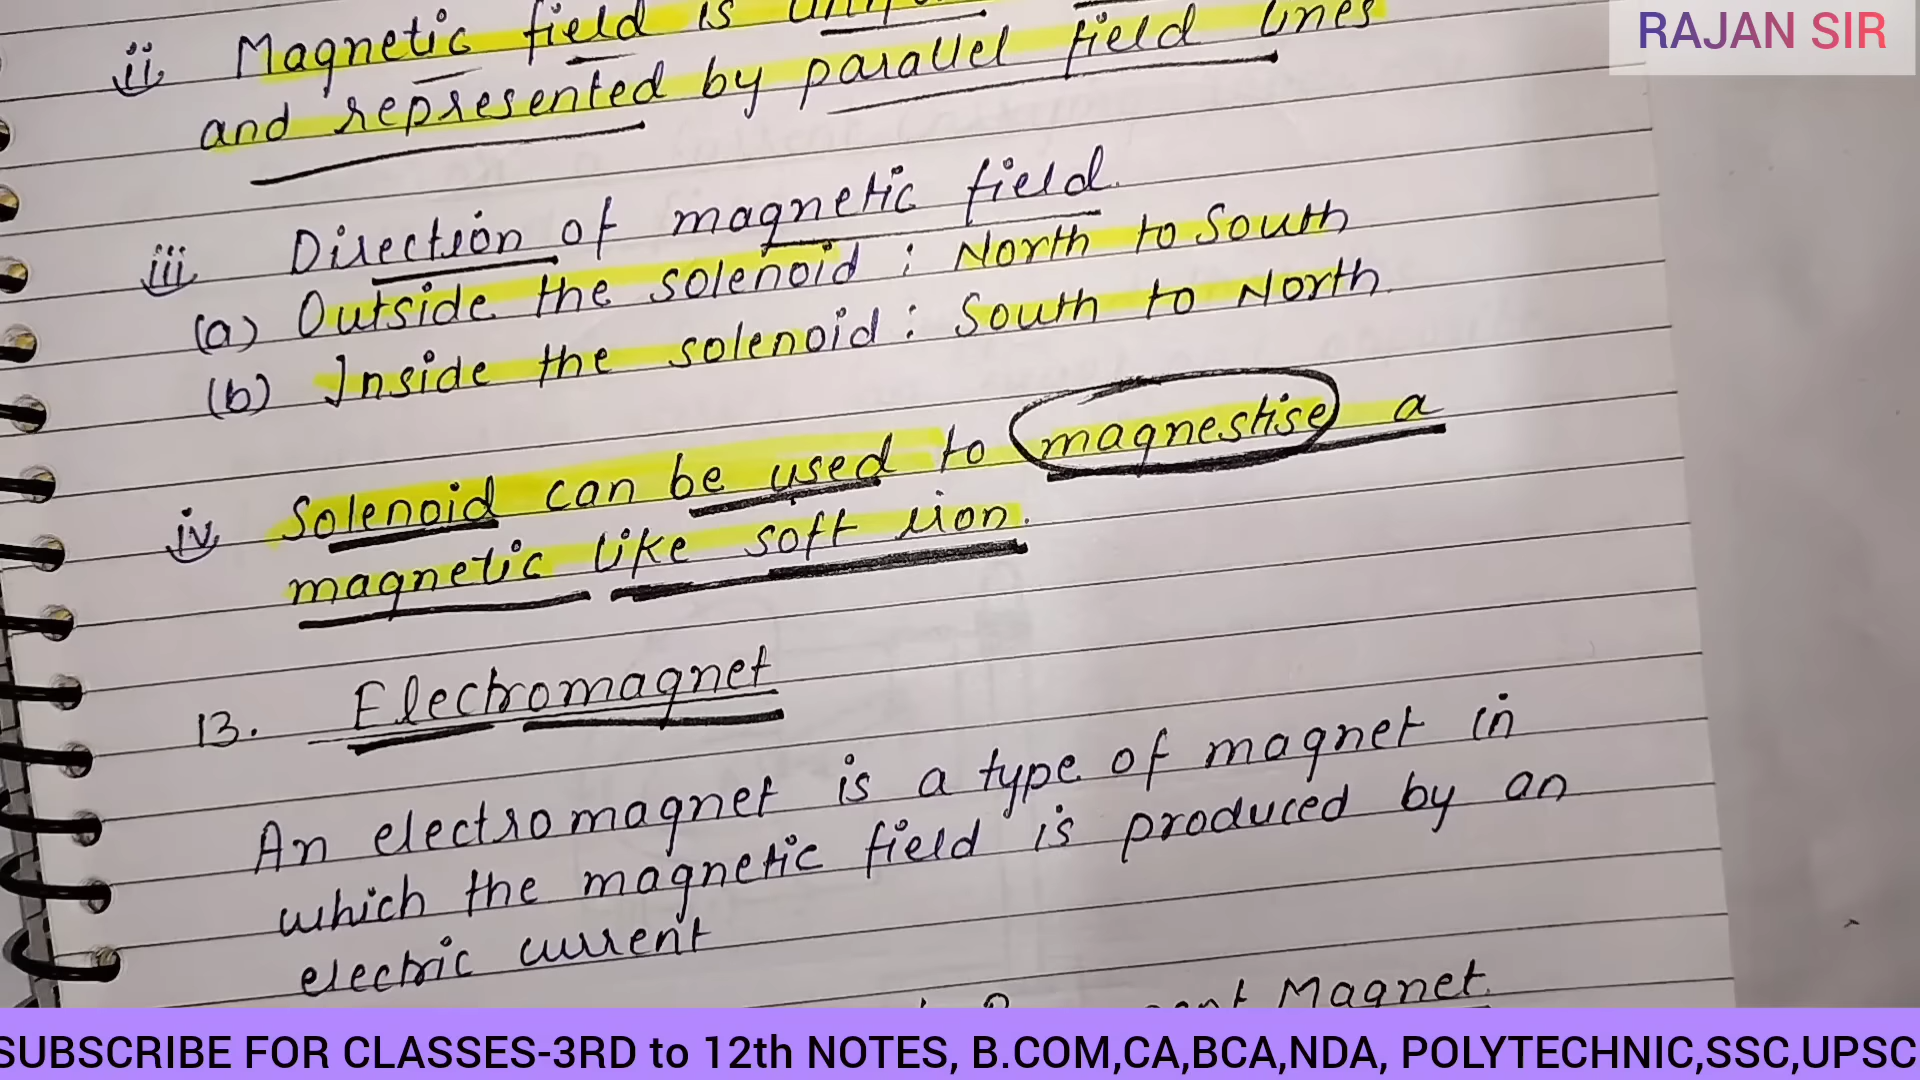 ii Magnetic field is
and represented by parallel field lines
iii Direction of magnetic field.
(a) Outside the solenoid : North to South
(b) Inside the solenoid : South to North.
iv Solenoid can be used to magnestise a
magnetic like soft iron.
13. Electromagnet
An electromagnet is a type of magnet in
which the magnetic field is produced by an
electric current
Magnet.
RAJAN SIR
SUBSCRIBE FOR CLASSES-3RD to 12th NOTES, B.COM,CA,BCA,NDA, POLYTECHNIC,SSC,UPSC